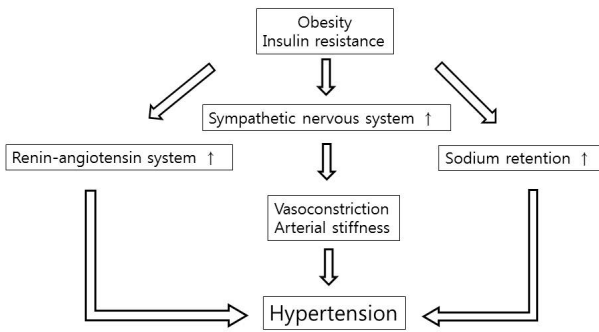 Obesity
Insulin resistance
Sympathetic nervous system ↑
Renin-angiotensin system ↑
Sodium retention ↑
Vasoconstriction
Arterial stiffness
Hypertension